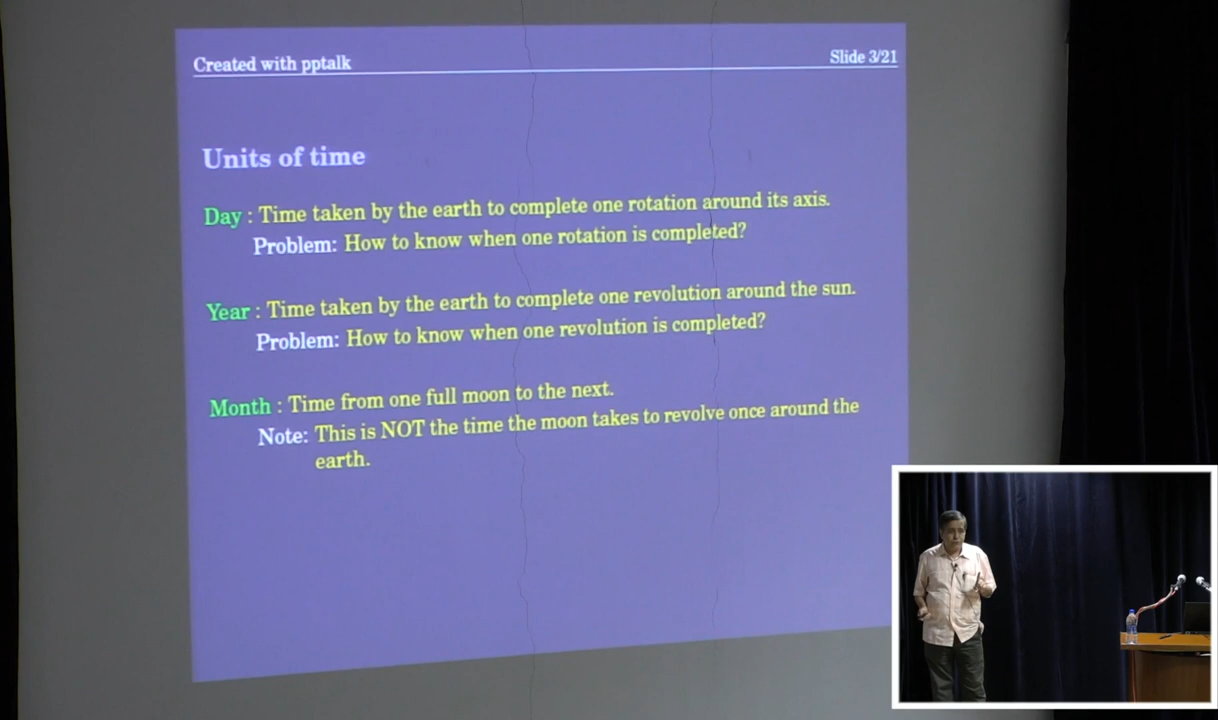 Created with pptalk
Slide 3/21
Units of time
Day : Time taken by the earth to complete one rotation around its axis.
Problem: How to know when one rotation is completed?
Year : Time taken by the earth to complete one revolution around the sun.
Problem: How to know when one revolution is completed?
Month : Time from one full moon to the next.
Note: This is NOT the time the moon takes to revolve once around the
earth.